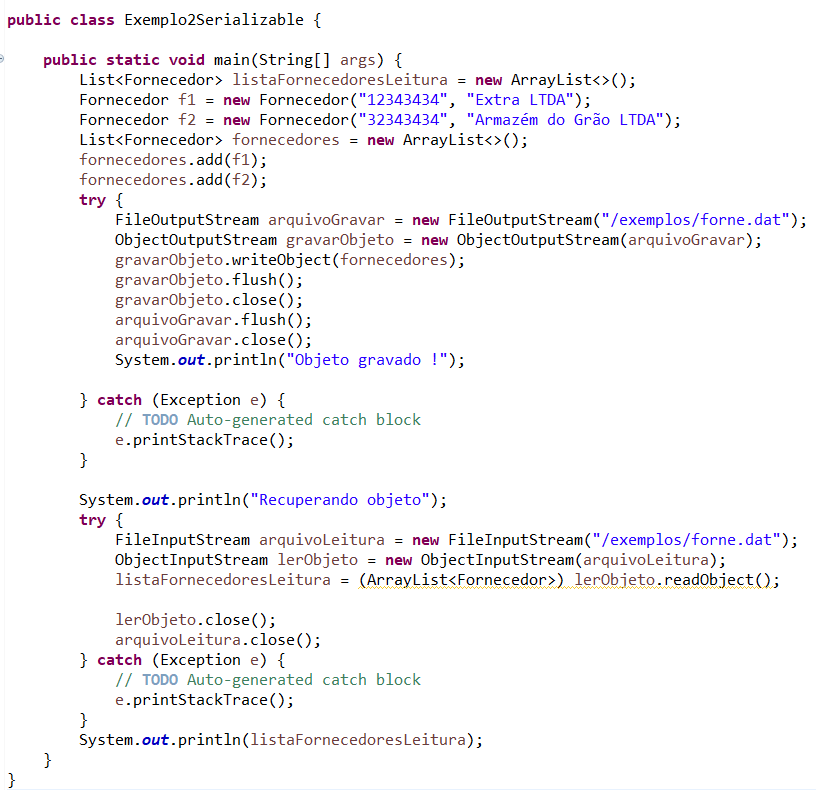 public class Exemplo2Serializable {
public static void main(String[] args) {
List<Fornecedor> listaFornecedoresLeitura = new ArrayList<>();
Fornecedor f1 = new Fornecedor("12343434", "Extra LTDA");
Fornecedor f2 = new Fornecedor("32343434", "Armazém do Grão LTDA");
List<Fornecedor> fornecedores = new ArrayList<>();
fornecedores.add(f1);
fornecedores.add(f2);
try {
FileOutputStream arquivoGravar = new FileOutputStream("/exemplos/forne.dat");
ObjectOutputStream gravarObjeto = new ObjectOutputStream(arquivoGravar);
gravarObjeto.writeObject(fornecedores);
gravarObjeto.flush();
gravarObjeto.close();
arquivoGravar.flush();
arquivoGravar.close();
System.out.println("Objeto gravado !");
} catch (Exception e) {
// TODO Auto-generated catch block
e.printStackTrace();
}
System.out.println("Recuperando objeto");
try {
FileInputStream arquivoLeitura = new FileInputStream("/exemplos/forne.dat");
ObjectInputStream lerObjeto = new ObjectInputStream(arquivoLeitura);
listaFornecedoresLeitura = (ArrayList<Fornecedor>) lerObjeto.readObject();
lerObjeto.close();
arquivoLeitura.close();
} catch (Exception e) {
// TODO Auto-generated catch block
e.printStackTrace();
}
System.out.println(listaFornecedoresLeitura);
}
}